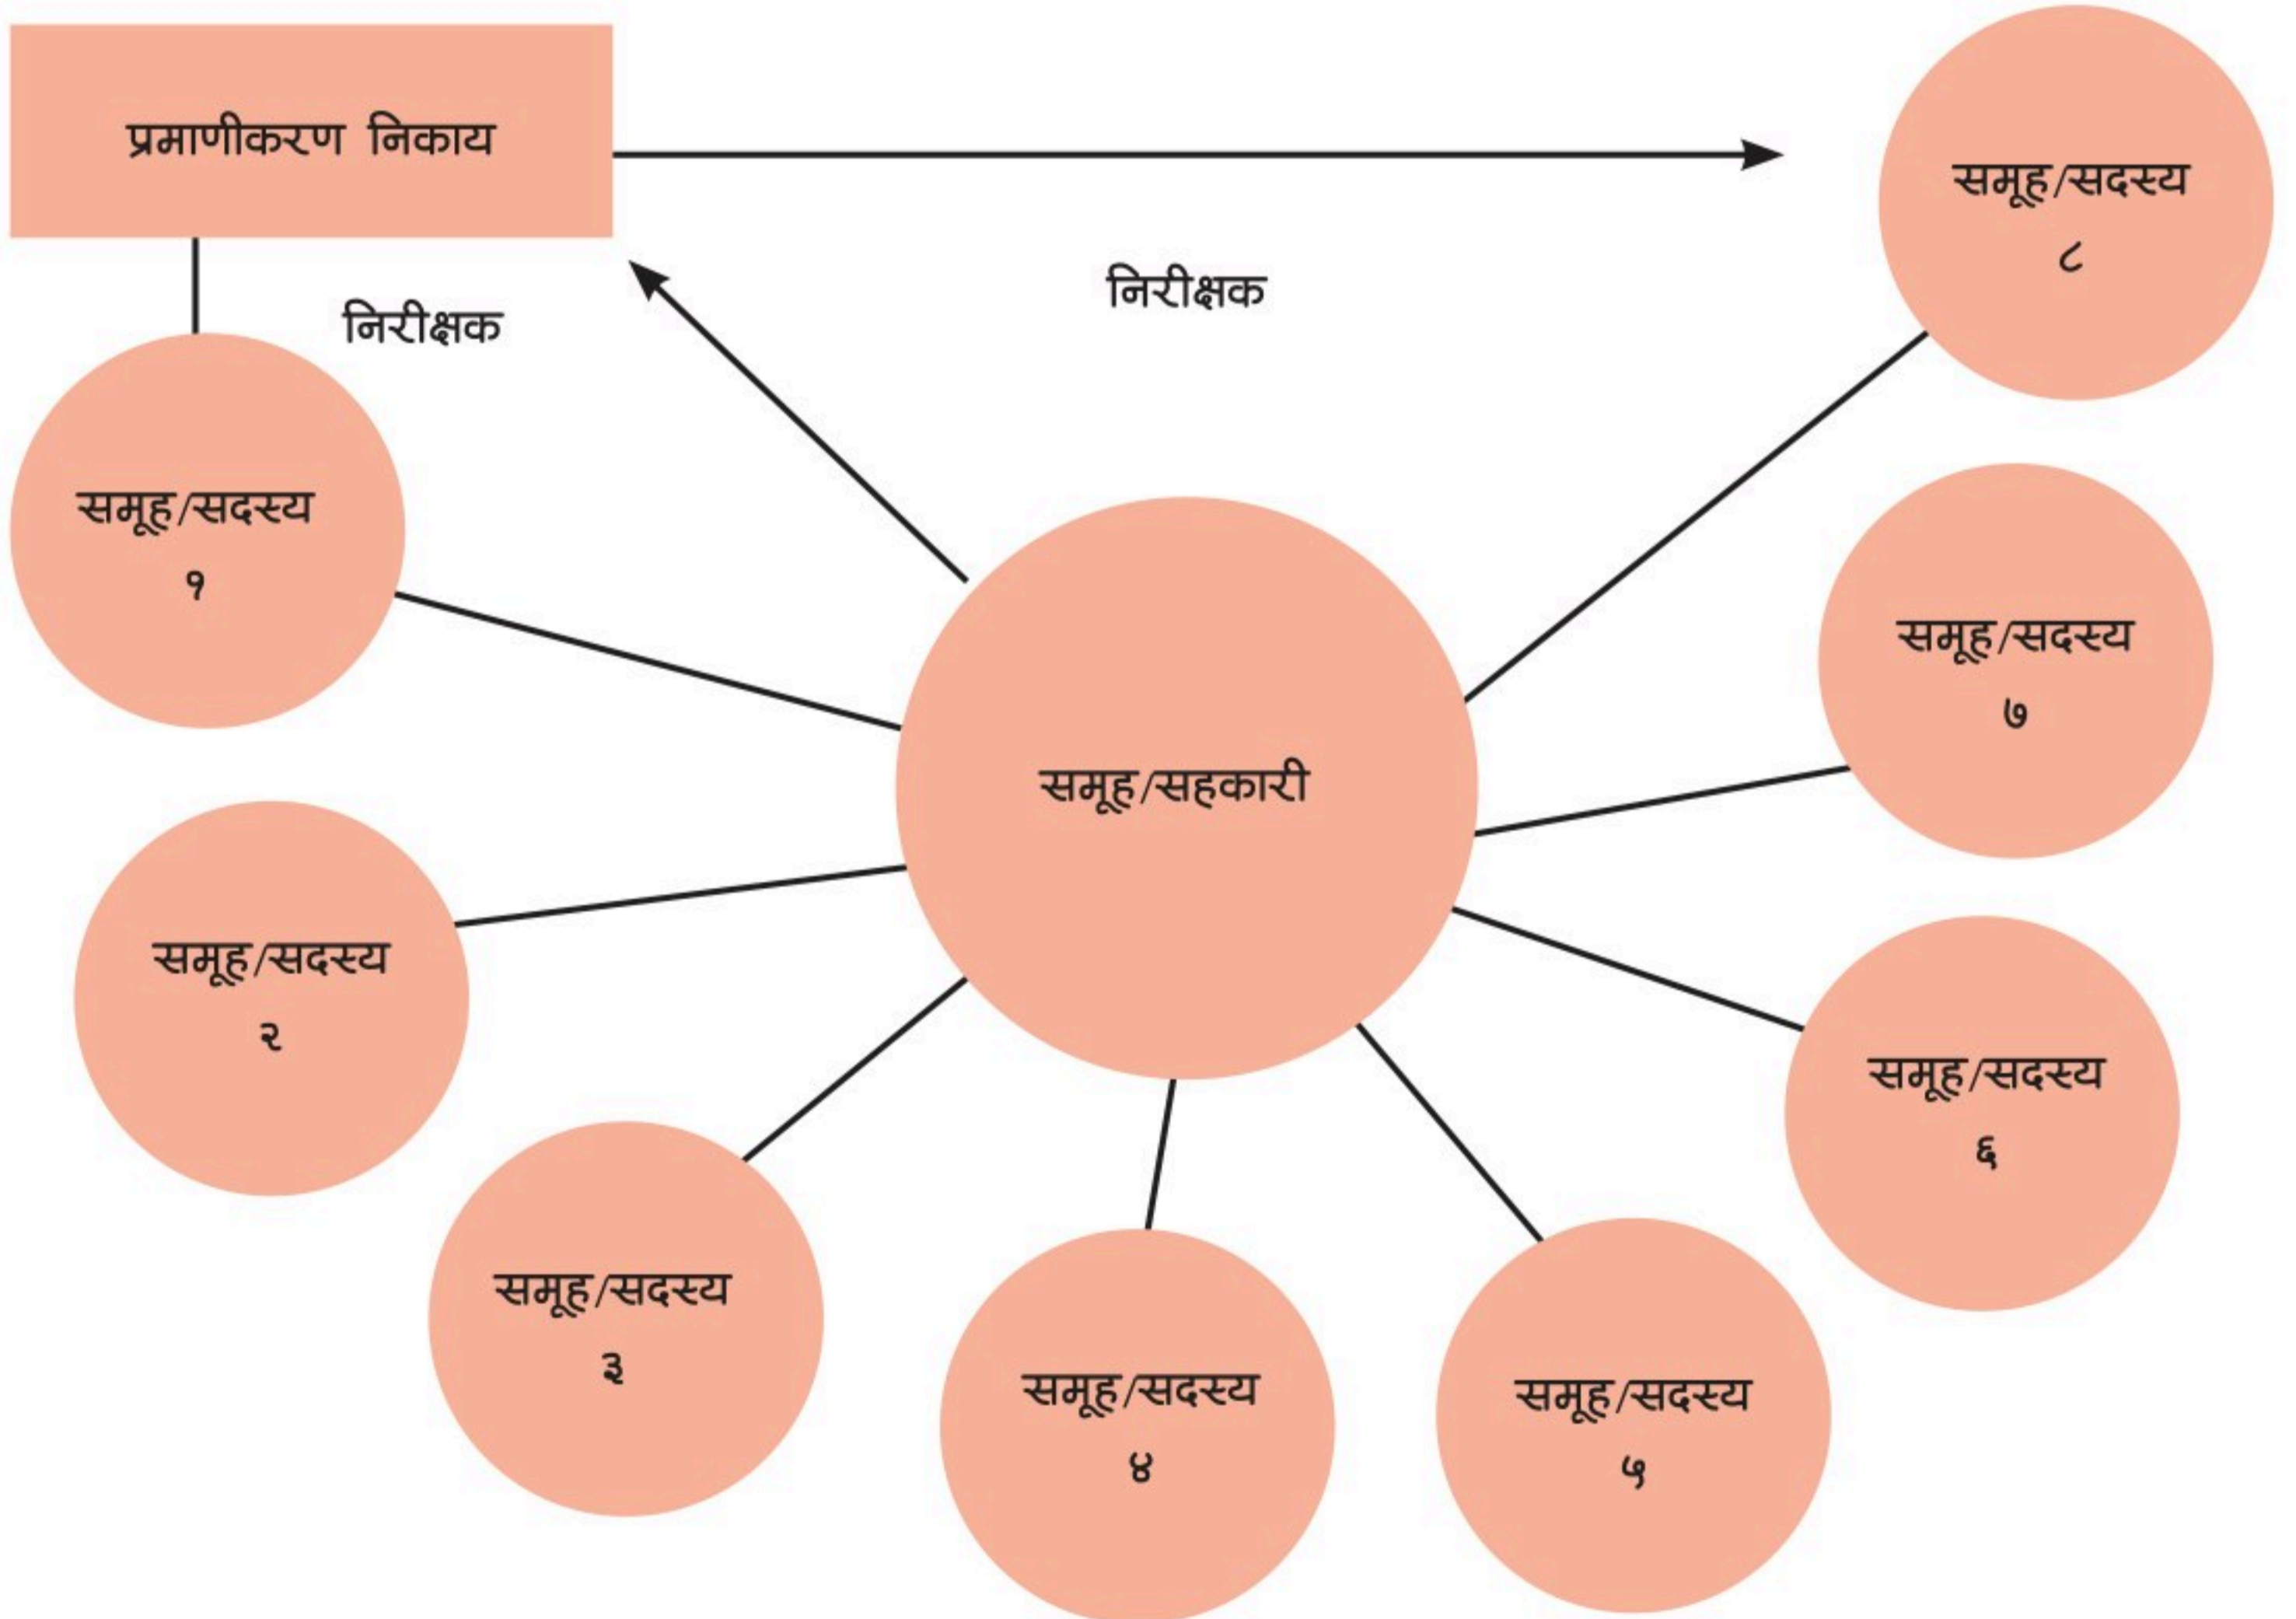 प्रमाणीकरण निकाय
समूह/सदस्य
८
निरीक्षक
निरीक्षक
समूह/सदस्य
१
समूह/सदस्य
७
समूह/सहकारी
समूह/सदस्य
२
समूह/सदस्य
६
समूह/सदस्य
३
समूह/सदस्य
४
समूह/सदस्य
५